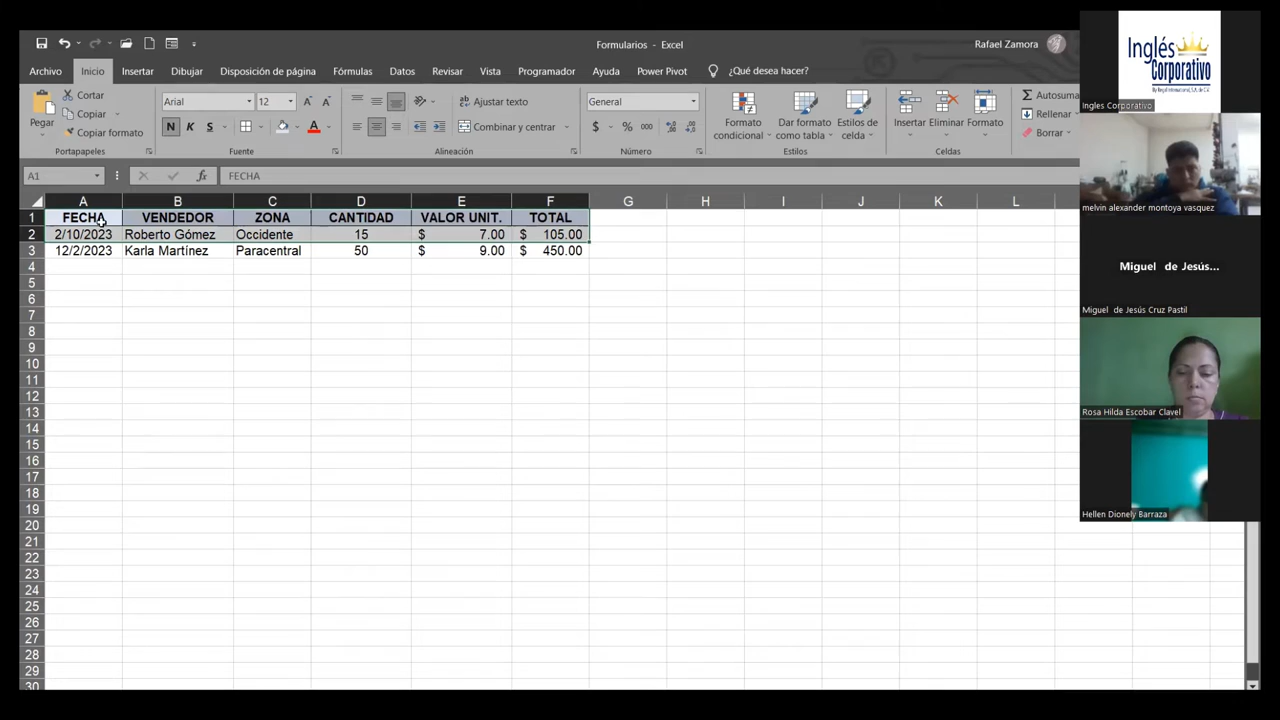 Formularios - Excel
Rafael Zamora
Archivo Inicio Insertar Dibujar Disposición de página Fórmulas Datos Revisar Vista Programador Ayuda Power Pivot ¿Qué desea hacer?
Pegar
Cortar
Copiar
Copiar formato
Portapapeles
Arial 12
N K S
Fuente
Ajustar texto
Combinar y centrar
Alineación
General
$ % 000
Número
Formato condicional
Dar formato como tabla
Estilos de celda
Estilos
Insertar Eliminar Formato
Celdas
Autosuma
Rellenar
Borrar
A1 fx FECHA
A B C D E F G H I J K L
1 FECHA VENDEDOR ZONA CANTIDAD VALOR UNIT. TOTAL
2 2/10/2023 Roberto Gómez Occidente 15 $ 7.00 $ 105.00
3 12/2/2023 Karla Martínez Paracentral 50 $ 9.00 $ 450.00
4
5
6
7
8
9
10
11
12
13
14
15
16
17
18
19
20
21
22
23
24
25
26
27
28
29
30
Inglés
Corporativo
Ingles Corporativo
melvin alexander montoya vasquez
Miguel de Jesús...
Miguel de Jesús Cruz Pastil
Rosa Hilda Escobar Clavel
Hellen Dionely Barraza